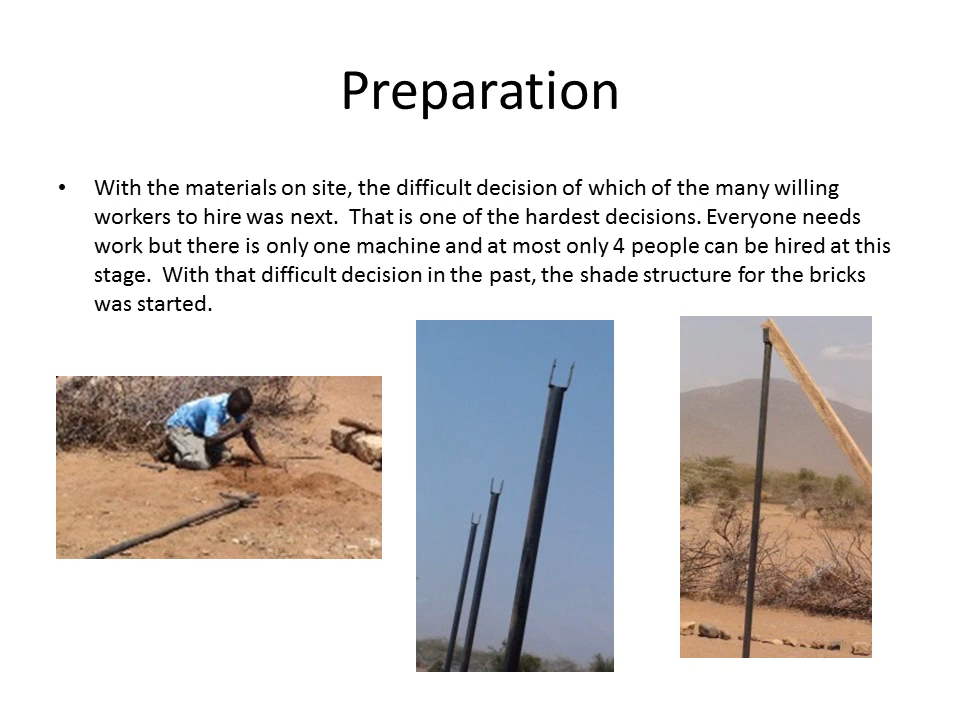 Preparation
• With the materials on site, the difficult decision of which of the many willing
workers to hire was next.  That is one of the hardest decisions. Everyone needs
work but there is only one machine and at most only 4 people can be hired at this
stage.  With that difficult decision in the past, the shade structure for the bricks
was started.